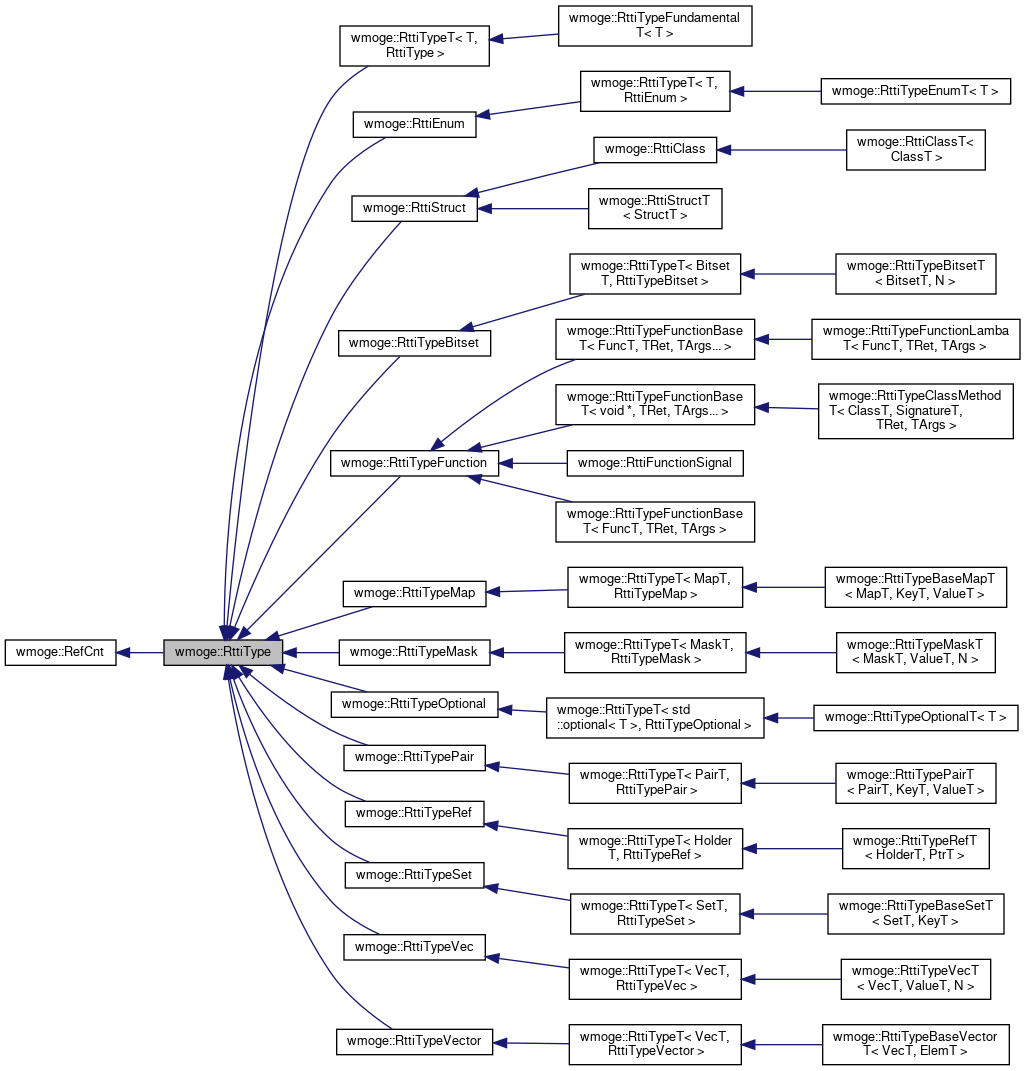 wmoge::RttiTypeFundamental
T< T >
wmoge::RttiTypeT< T,
RttiType >
wmoge::RttiTypeT< T,
RttiEnum >
wmoge::RttiTypeEnumT< T >
wmoge::RttiEnum
wmoge::RttiClass
wmoge::RttiClassT<
ClassT >
wmoge::RttiStruct
wmoge::RttiStructT
< StructT >
wmoge::RttiTypeT< Bitset
T, RttiTypeBitset >
wmoge::RttiTypeBitsetT
< BitsetT, N >
wmoge::RttiTypeBitset
wmoge::RttiTypeFunctionBase
T< FuncT, TRet, TArgs... >
wmoge::RttiTypeFunctionLamba
T< FuncT, TRet, TArgs >
wmoge::RttiTypeFunctionBase
T< void *, TRet, TArgs... >
wmoge::RttiTypeClassMethod
T< ClassT, SignatureT,
TRet, TArgs >
wmoge::RttiTypeFunction
wmoge::RttiFunctionSignal
wmoge::RttiTypeFunctionBase
T< FuncT, TRet, TArgs >
wmoge::RttiTypeMap
wmoge::RttiTypeT< MapT,
RttiTypeMap >
wmoge::RttiTypeBaseMapT
< MapT, KeyT, ValueT >
wmoge::RefCnt
wmoge::RttiType
wmoge::RttiTypeMask
wmoge::RttiTypeT< MaskT,
RttiTypeMask >
wmoge::RttiTypeMaskT
< MaskT, ValueT, N >
wmoge::RttiTypeOptional
wmoge::RttiTypeT< std
::optional< T >, RttiTypeOptional >
wmoge::RttiTypeOptionalT< T >
wmoge::RttiTypePair
wmoge::RttiTypeT< PairT,
RttiTypePair >
wmoge::RttiTypePairT
< PairT, KeyT, ValueT >
wmoge::RttiTypeRef
wmoge::RttiTypeT< Holder
T, RttiTypeRef >
wmoge::RttiTypeRefT
< HolderT, PtrT >
wmoge::RttiTypeSet
wmoge::RttiTypeT< SetT,
RttiTypeSet >
wmoge::RttiTypeBaseSetT
< SetT, KeyT >
wmoge::RttiTypeVec
wmoge::RttiTypeT< VecT,
RttiTypeVec >
wmoge::RttiTypeVecT
< VecT, ValueT, N >
wmoge::RttiTypeVector
wmoge::RttiTypeT< VecT,
RttiTypeVector >
wmoge::RttiTypeBaseVector
T< VecT, ElemT >